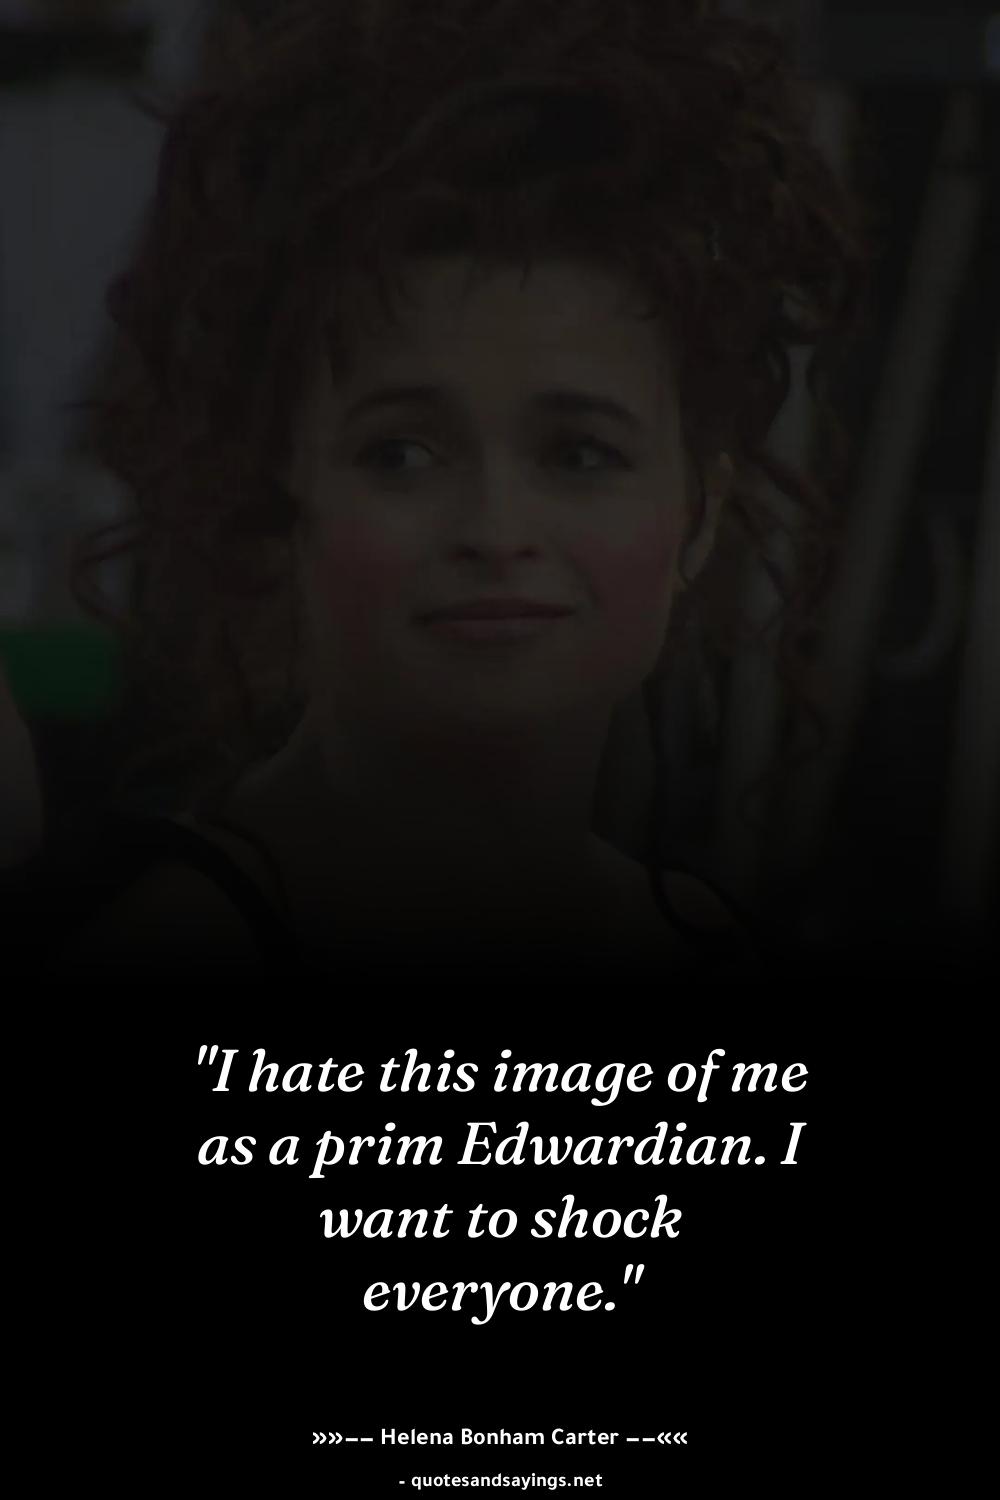 "I hate this image of me
as a prim Edwardian. I
want to shock
everyone."
»»–– Helena Bonham Carter ––««
- quotesandsayings.net